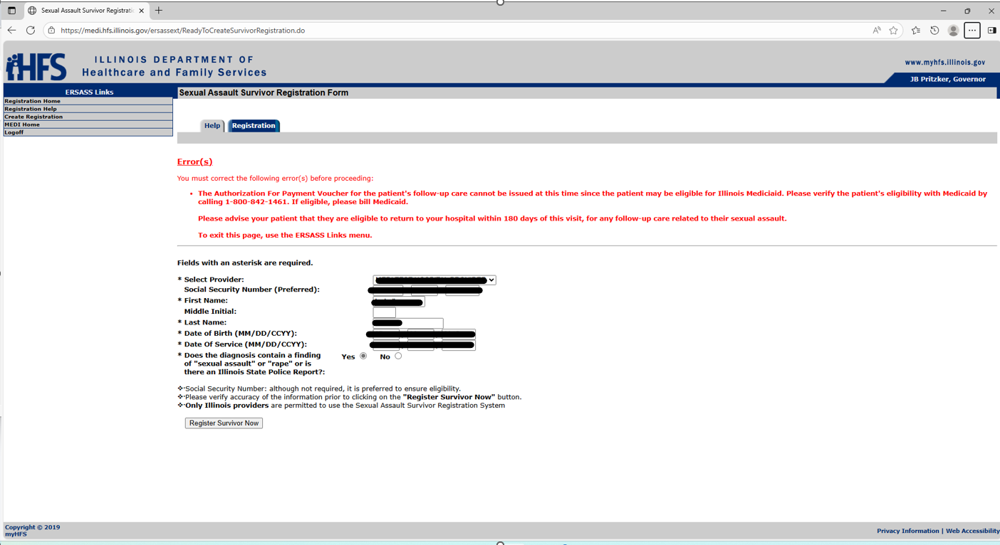 Sexual Assault Survivor Registratio
https://medi.hfs.illinois.gov/ersassext/ReadyToCreateSurvivorRegistration.do
HFS
ILLINOIS DEPARTMENT OF
Healthcare and Family Services
www.myhfs.illinois.gov
JB Pritzker, Governor
ERSASS Links
Registration Home
Registration Help
Create Registration
MEDI Home
Logoff
Sexual Assault Survivor Registration Form
Help Registration
Error(s)
You must correct the following error(s) before proceeding:
• The Authorization For Payment Voucher for the patient's follow-up care cannot be issued at this time since the patient may be eligible for Illinois Mediciaid. Please verify the patient's eligibility with Medicaid by
calling 1-800-842-1461. If eligible, please bill Medicaid.
Please advise your patient that they are eligible to return to your hospital within 180 days of this visit, for any follow-up care related to their sexual assault.
To exit this page, use the ERSASS Links menu.
Fields with an asterisk are required.
* Select Provider:
Social Security Number (Preferred):
* First Name:
Middle Initial:
* Last Name:
* Date of Birth (MM/DD/CCYY):
* Date Of Service (MM/DD/CCYY):
* Does the diagnosis contain a finding
of "sexual assault" or "rape" or is
there an Illinois State Police Report?:
Yes No
❖·Social Security Number: although not required, it is preferred to ensure eligibility.
❖·Please verify accuracy of the information prior to clicking on the "Register Survivor Now" button.
❖·Only Illinois providers are permitted to use the Sexual Assault Survivor Registration System
Register Survivor Now
Copyright © 2019
myHFS
Privacy Information | Web Accessibility